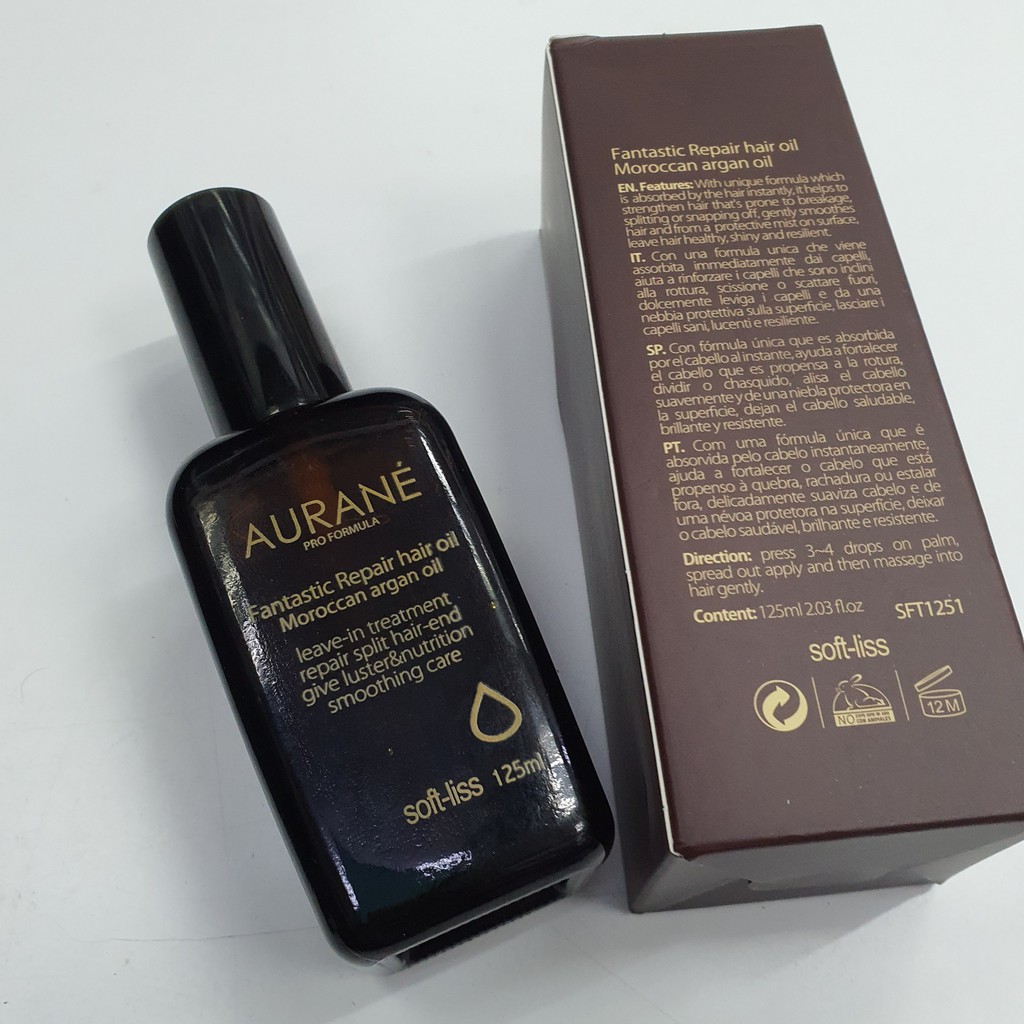 AURANÉ
PRO FORMULA
Fantastic Repair hair oil
Moroccan argan oil
leave-in treatment
repair split hair-end
give luster&nutrition
smoothing care
soft-liss 125ml
Fantastic Repair hair oil
Moroccan argan oil
EN. Features: With unique formula which
is absorbed by the hair instantly, it helps to
strengthen hair that's prone to breakage,
splitting or snapping off, gently smoothes
hair and from a protective mist on surface,
leave hair healthy, shiny and resilient.
IT. Con una formula unica che viene
assorbita immediatamente dai capelli,
aiuta a rinforzare i capelli che sono inclini
alla rottura, scissione o scattare fuori,
dolcemente leviga i capelli e da una
nebbia protettiva sulla superficie, lasciare i
capelli sani, lucenti e resiliente.
SP. Con fórmula única que es absorbida
por el cabello al instante, ayuda a fortalecer
el cabello que es propensa a la rotura,
dividir o chasquido, alisa el cabello
suavemente y de una niebla protectora en
la superficie, dejan el cabello saludable,
brillante y resistente.
PT. Com uma fórmula única que é
absorvida pelo cabelo instantaneamente,
ajuda a fortalecer o cabelo que está
propenso à quebra, rachadura ou estalar
fora, delicadamente suaviza cabelo e de
uma névoa protetora na superfície, deixar
o cabelo saudável, brilhante e resistente.
Direction: press 3~4 drops on palm,
spread out apply and then massage into
hair gently.
Content: 125ml 2.03 fl.oz SFT1251
soft-liss
NO
CON ANIMALES
12M